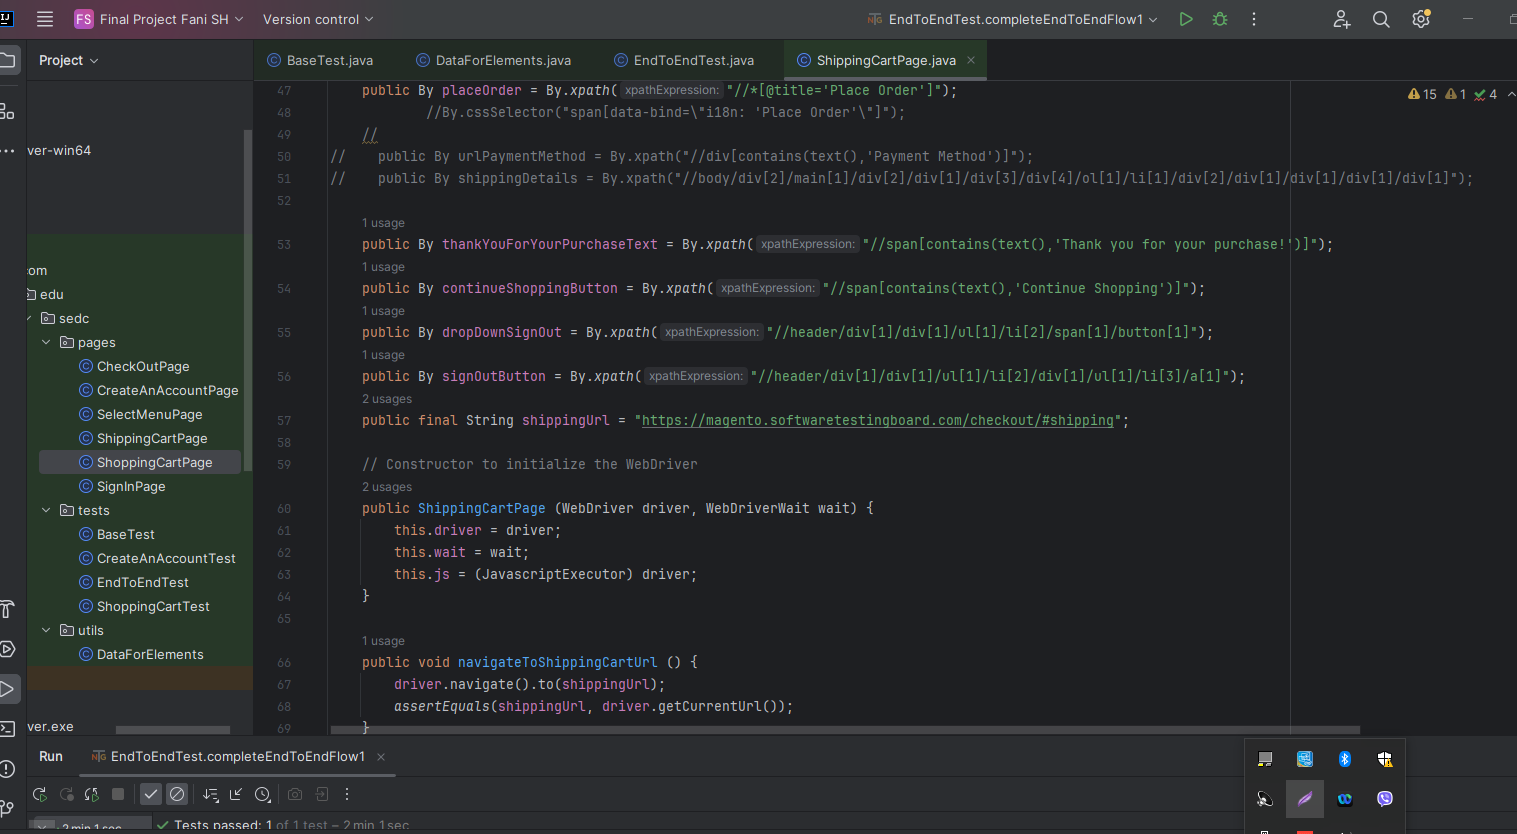 FS Final Project Fani SH Version control EndToEndTest.completeEndToEndFlow1
Project
BaseTest.java DataForElements.java EndToEndTest.java ShippingCartPage.java
15 1 4
ver-win64
com
edu
sedc
pages
CheckOutPage
CreateAnAccountPage
SelectMenuPage
ShippingCartPage
ShoppingCartPage
SignInPage
tests
BaseTest
CreateAnAccountTest
EndToEndTest
ShoppingCartTest
utils
DataForElements
ver.exe
47 public By placeOrder = By.xpath( xpathExpression: "//*[@title='Place Order']");
48 //By.cssSelector("span[data-bind=\"i18n: 'Place Order'\"]");
49 //
50 // public By urlPaymentMethod = By.xpath("//div[contains(text(),'Payment Method')]");
51 // public By shippingDetails = By.xpath("//body/div[2]/main[1]/div[2]/div[1]/div[3]/div[4]/ol[1]/li[1]/div[2]/div[1]/div[1]/div[1]/div[1]");
52
1 usage
53 public By thankYouForYourPurchaseText = By.xpath( xpathExpression: "//span[contains(text(),'Thank you for your purchase!')]");
1 usage
54 public By continueShoppingButton = By.xpath( xpathExpression: "//span[contains(text(),'Continue Shopping')]");
1 usage
55 public By dropDownSignOut = By.xpath( xpathExpression: "//header/div[1]/div[1]/ul[1]/li[2]/span[1]/button[1]");
1 usage
56 public By signOutButton = By.xpath( xpathExpression: "//header/div[1]/div[1]/ul[1]/li[2]/div[1]/ul[1]/li[3]/a[1]");
2 usages
57 public final String shippingUrl = "https://magento.softwaretestingboard.com/checkout/#shipping";
58
59 // Constructor to initialize the WebDriver
2 usages
60 public ShippingCartPage (WebDriver driver, WebDriverWait wait) {
61 this.driver = driver;
62 this.wait = wait;
63 this.js = (JavascriptExecutor) driver;
64 }
65
1 usage
66 public void navigateToShippingCartUrl () {
67 driver.navigate().to(shippingUrl);
68 assertEquals(shippingUrl, driver.getCurrentUrl());
69 }
Run EndToEndTest.completeEndToEndFlow1
2 min 1 sec Tests passed: 1 of 1 test – 2 min 1 sec